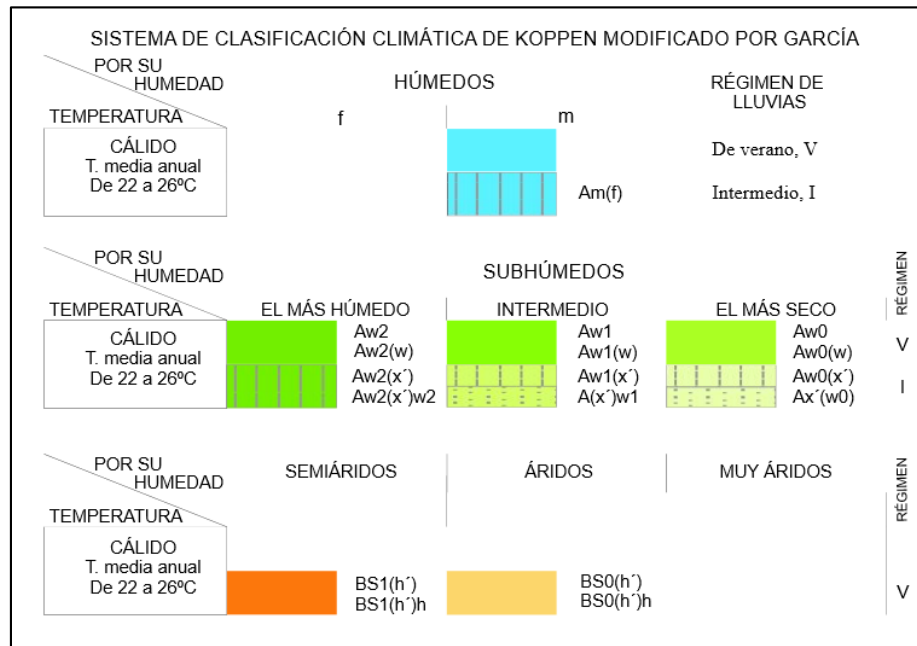 SISTEMA DE CLASIFICACIÓN CLIMÁTICA DE KOPPEN MODIFICADO POR GARCÍA
POR SU
HUMEDAD
HÚMEDOS
RÉGIMEN DE
LLUVIAS
TEMPERATURA
f
m
CÁLIDO
T. media anual
De 22 a 26ºC
De verano, V
Am(f)
Intermedio, I
POR SU
HUMEDAD
SUBHÚMEDOS
RÉGIMEN
TEMPERATURA
EL MÁS HÚMEDO
INTERMEDIO
EL MÁS SECO
CÁLIDO
T. media anual
De 22 a 26ºC
Aw2
Aw2(w)
Aw2(x´)
Aw2(x´)w2
Aw1
Aw1(w)
Aw1(x´)
A(x´)w1
Aw0
Aw0(w)
Aw0(x´)
Ax´(w0)
V
I
POR SU
HUMEDAD
SEMIÁRIDOS
ÁRIDOS
MUY ÁRIDOS
RÉGIMEN
TEMPERATURA
CÁLIDO
T. media anual
De 22 a 26ºC
BS1(h´)
BS1(h´)h
BS0(h´)
BS0(h´)h
V